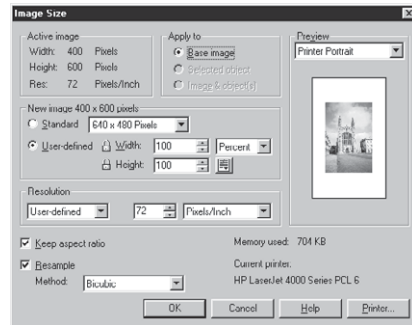 Image Size
Active image
Width: 400 Pixels
Height: 600 Pixels
Res: 72 Pixels/Inch
Apply to
Base image
Selected object
Image & object(s)
Preview
Printer Portrait
New image 400 x 600 pixels
Standard 640 x 480 Pixels
User-defined Width: 100 Percent
Height: 100
Resolution
User-defined 72 Pixels/Inch
Keep aspect ratio
Resample
Method: Bicubic
Memory used: 704 KB
Current printer:
HP LaserJet 4000 Series PCL 6
OK Cancel Help Printer...